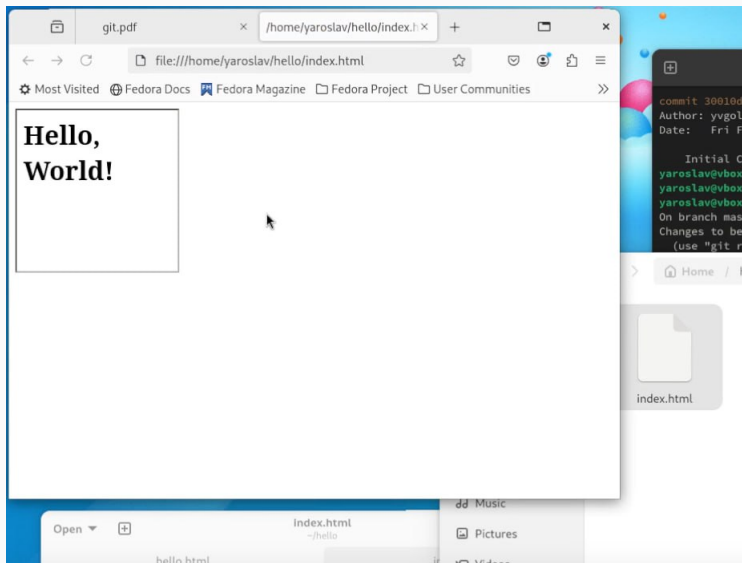 git.pdf
/home/yaroslav/hello/index.h
file:///home/yaroslav/hello/index.html
Most Visited Fedora Docs Fedora Magazine Fedora Project User Communities
Hello,
World!
commit 30010d
Author: yvgol
Date: Fri F
Initial C
yaroslav@vbox
yaroslav@vbox
yaroslav@vbox
On branch mas
Changes to be
(use "git r
Home /
index.html
Music
Pictures
Open
index.html
~/hello
hello.html